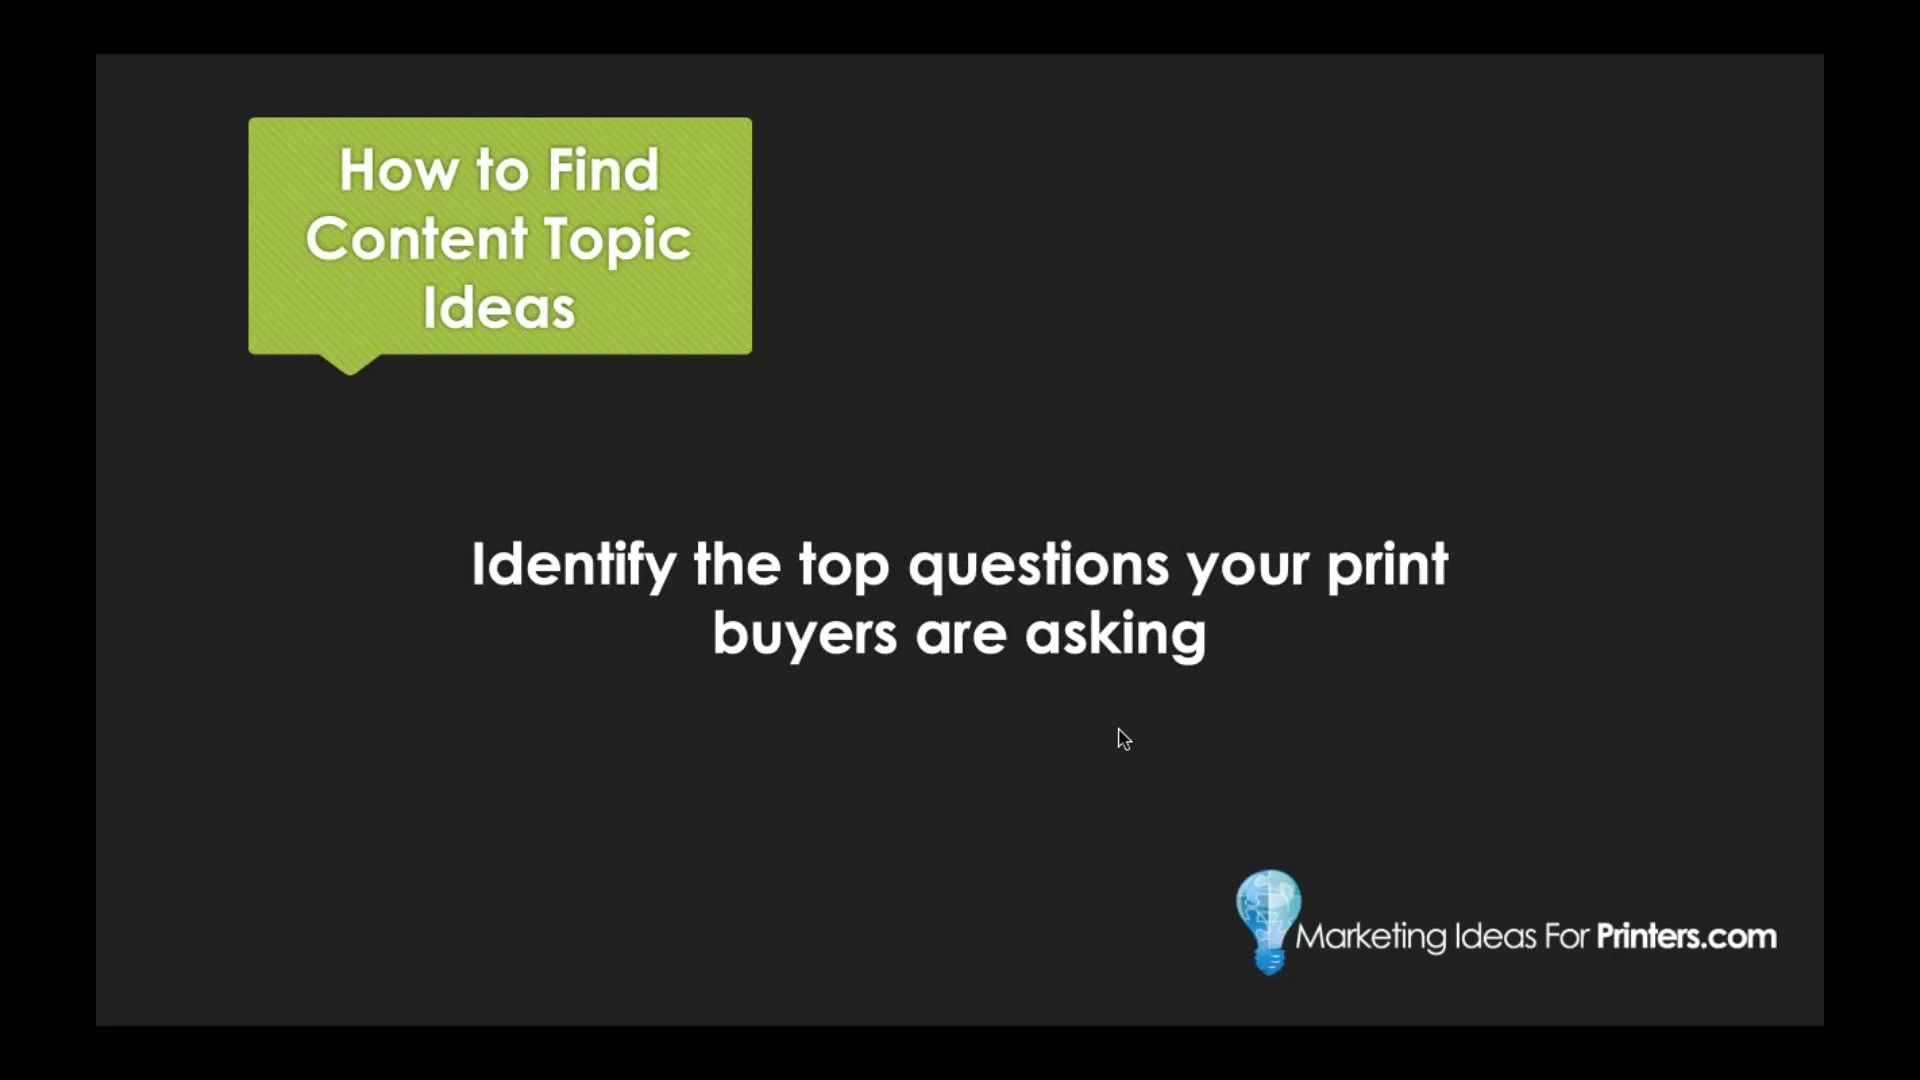 How to Find
Content Topic
Ideas
Identify the top questions your print
buyers are asking
Marketing Ideas For Printers.com